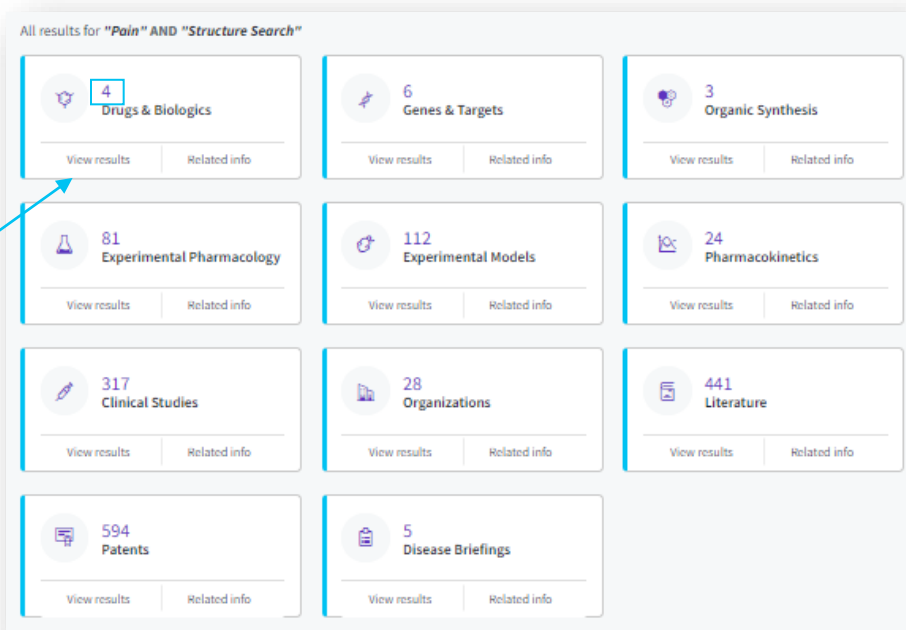 All results for "Pain" AND "Structure Search"
4
Drugs & Biologics
View results Related info
6
Genes & Targets
View results Related info
3
Organic Synthesis
View results Related info
81
Experimental Pharmacology
View results Related info
112
Experimental Models
View results Related info
24
Pharmacokinetics
View results Related info
317
Clinical Studies
View results Related info
28
Organizations
View results Related info
441
Literature
View results Related info
594
Patents
View results Related info
5
Disease Briefings
View results Related info